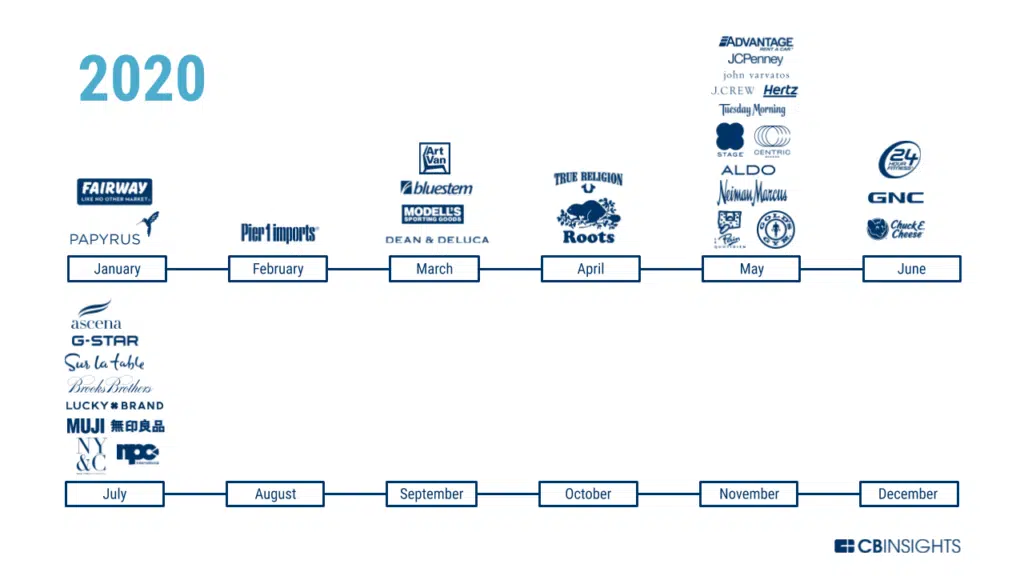 2020
FAIRWAY
LIKE NO OTHER MARKET
PAPYRUS
January
Pier 1 imports
February
Art
Van
bluestem
MODELL'S
SPORTING GOODS
DEAN & DELUCA
March
TRUE RELIGION
Roots
April
ADVANTAGE
RENT A CAR
JCPenney
john varvatos
J.CREW Hertz
Tuesday Morning
STAGE CENTRIC
ALDO
Neiman Marcus
Pain
QUOTIDIEN
GOLD'S
GYM
May
24
HOUR
FITNESS
GNC
Chuck E.
Cheese
June
ascena
G-STAR
Sur la table
Brooks Brothers
LUCKY BRAND
MUJI 無印良品
NY
&C
npc
international
July
August
September
October
November
December
CBINSIGHTS